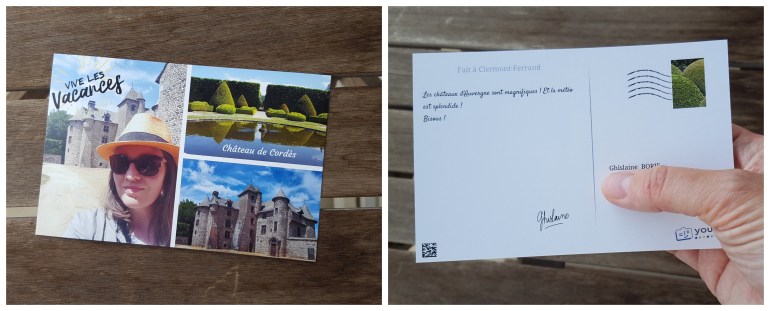 VIVE LES
Vacances
Château de Cordès
Fait à Clermont-Ferrand
Les châteaux d'Auvergne sont magnifiques ! Et la météo
est splendide !
Bisous !
Ghislaine
Ghislaine
you